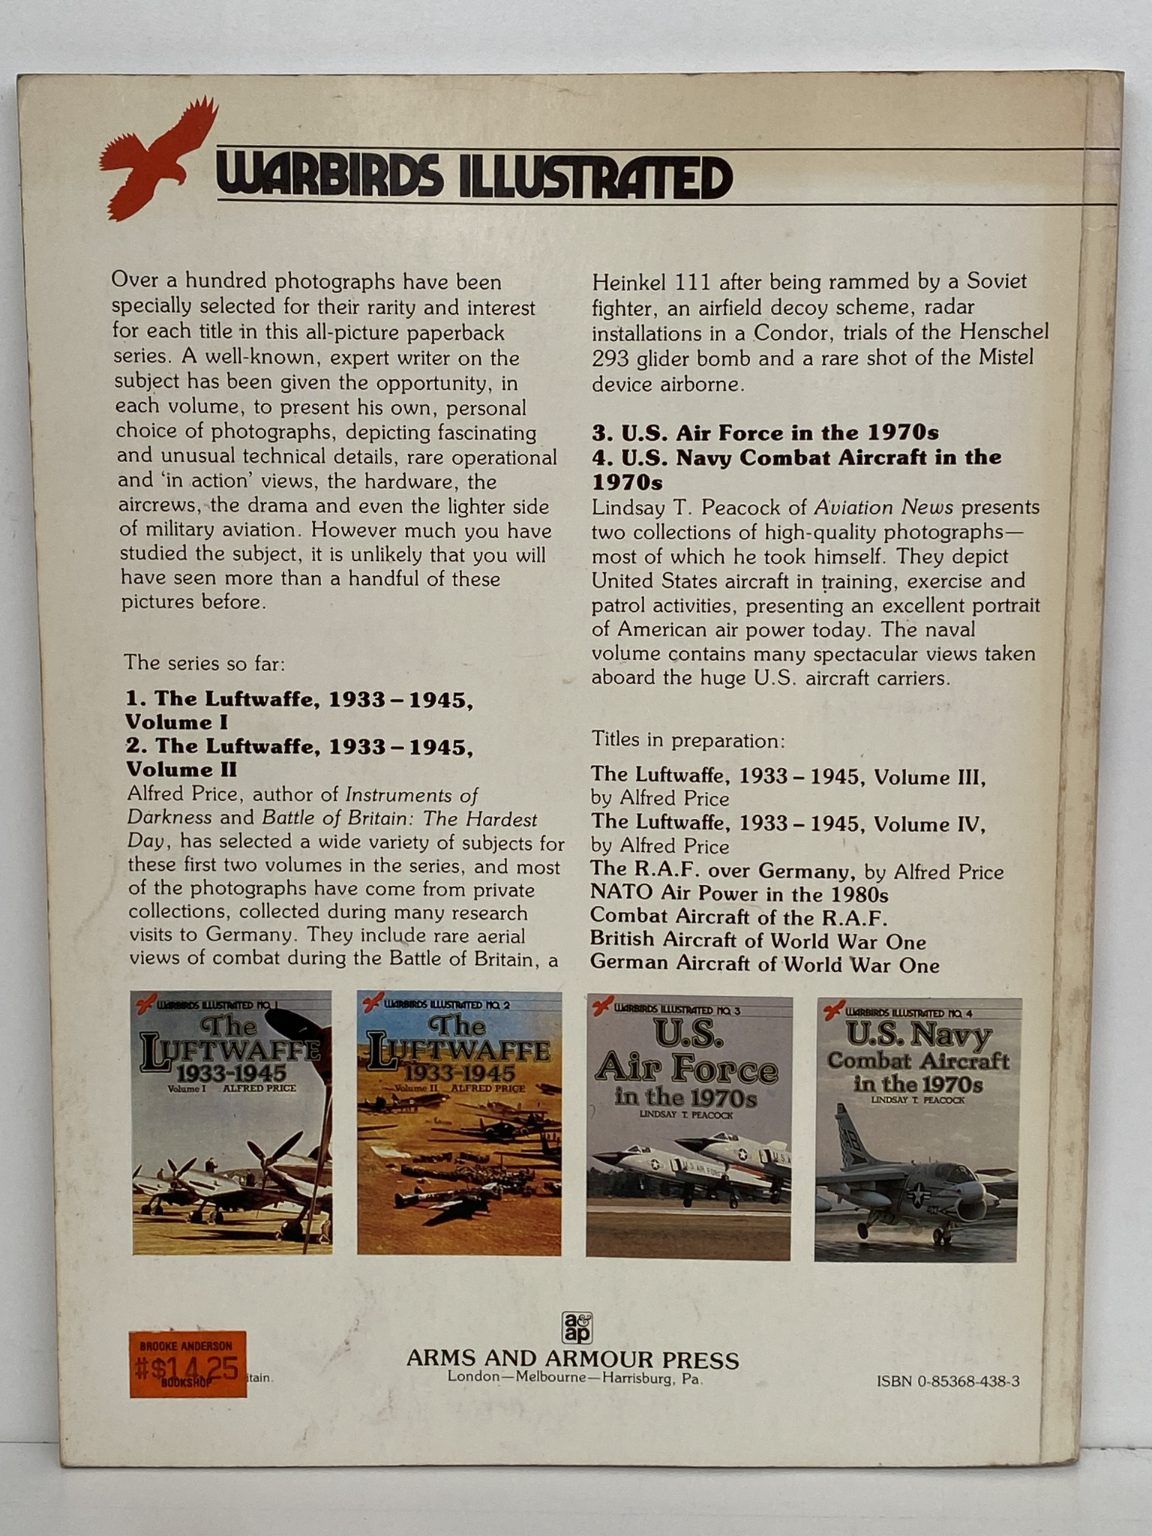 WARBIRDS ILLUSTRATED
Over a hundred photographs have been
specially selected for their rarity and interest
for each title in this all-picture paperback
series. A well-known, expert writer on the
subject has been given the opportunity, in
each volume, to present his own, personal
choice of photographs, depicting fascinating
and unusual technical details, rare operational
and ‘in action’ views, the hardware, the
aircrews, the drama and even the lighter side
of military aviation. However much you have
studied the subject, it is unlikely that you will
have seen more than a handful of these
pictures before.
The series so far:
1. The Luftwaffe, 1933–1945,
Volume I
2. The Luftwaffe, 1933–1945,
Volume II
Alfred Price, author of Instruments of
Darkness and Battle of Britain: The Hardest
Day, has selected a wide variety of subjects for
these first two volumes in the series, and most
of the photographs have come from private
collections, collected during many research
visits to Germany. They include rare aerial
views of combat during the Battle of Britain, a
Heinkel 111 after being rammed by a Soviet
fighter, an airfield decoy scheme, radar
installations in a Condor, trials of the Henschel
293 glider bomb and a rare shot of the Mistel
device airborne.
3. U.S. Air Force in the 1970s
4. U.S. Navy Combat Aircraft in the
1970s
Lindsay T. Peacock of Aviation News presents
two collections of high-quality photographs—
most of which he took himself. They depict
United States aircraft in training, exercise and
patrol activities, presenting an excellent portrait
of American air power today. The naval
volume contains many spectacular views taken
aboard the huge U.S. aircraft carriers.
Titles in preparation:
The Luftwaffe, 1933–1945, Volume III,
by Alfred Price
The Luftwaffe, 1933–1945, Volume IV,
by Alfred Price
The R.A.F. over Germany, by Alfred Price
NATO Air Power in the 1980s
Combat Aircraft of the R.A.F.
British Aircraft of World War One
German Aircraft of World War One
WARBIRDS ILLUSTRATED NO. 1
The
LUFTWAFFE
1933-1945
Volume I ALFRED PRICE
WARBIRDS ILLUSTRATED NO. 2
The
LUFTWAFFE
1933-1945
Volume II ALFRED PRICE
WARBIRDS ILLUSTRATED NO. 3
U.S.
Air Force
in the 1970s
LINDSAY T. PEACOCK
U.S. AIR FORCE
WARBIRDS ILLUSTRATED NO. 4
U.S. Navy
Combat Aircraft
in the 1970s
LINDSAY T. PEACOCK
BROOKE ANDERSON
#$14.25
BOOKSHOP
itain.
a&
ap
ARMS AND ARMOUR PRESS
London—Melbourne—Harrisburg, Pa.
ISBN 0-85368-438-3